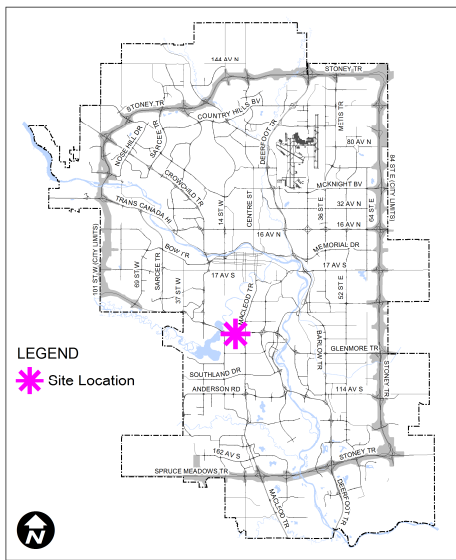 144 AV N
STONEY TR
STONEY TR
COUNTRY HILLS BV
SARCEE TR
NOSE HILL DR
DEERFOOT TR
METIS TR
80 AV N
84 ST E (CITY LIMITS)
CROWCHILD TR
MCKNIGHT BV
14 ST W
CENTRE ST
36 ST E
32 AV N
64 ST E
TRANS CANADA HI
16 AV N
16 AV N
101 ST W (CITY LIMITS)
BOW TR
MEMORIAL DR
17 AV S
17 AV S
69 ST W
SARCEE TR
37 ST W
MACLEOD TR
52 ST E
BARLOW TR
GLENMORE TR
LEGEND
Site Location
SOUTHLAND DR
ANDERSON RD
114 AV S
STONEY TR
162 AV S
STONEY TR
SPRUCE MEADOWS TR
MACLEOD TR
DEERFOOT TR
N